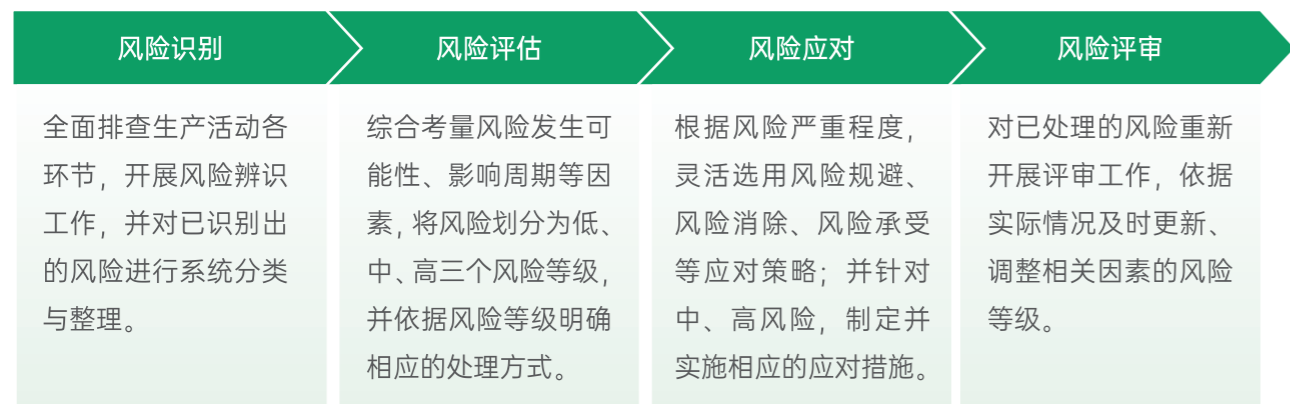 风险识别
全面排查生产活动各
环节，开展风险辨识
工作，并对已识别出
的风险进行系统分类
与整理。
风险评估
综合考量风险发生可
能性、影响周期等因
素，将风险划分为低、
中、高三个风险等级，
并依据风险等级明确
相应的处理方式。
风险应对
根据风险严重程度，
灵活选用风险规避、
风险消除、风险承受
等应对策略；并针对
中、高风险，制定并
实施相应的应对措施。
风险评审
对已处理的风险重新
开展评审工作，依据
实际情况及时更新、
调整相关因素的风险
等级。